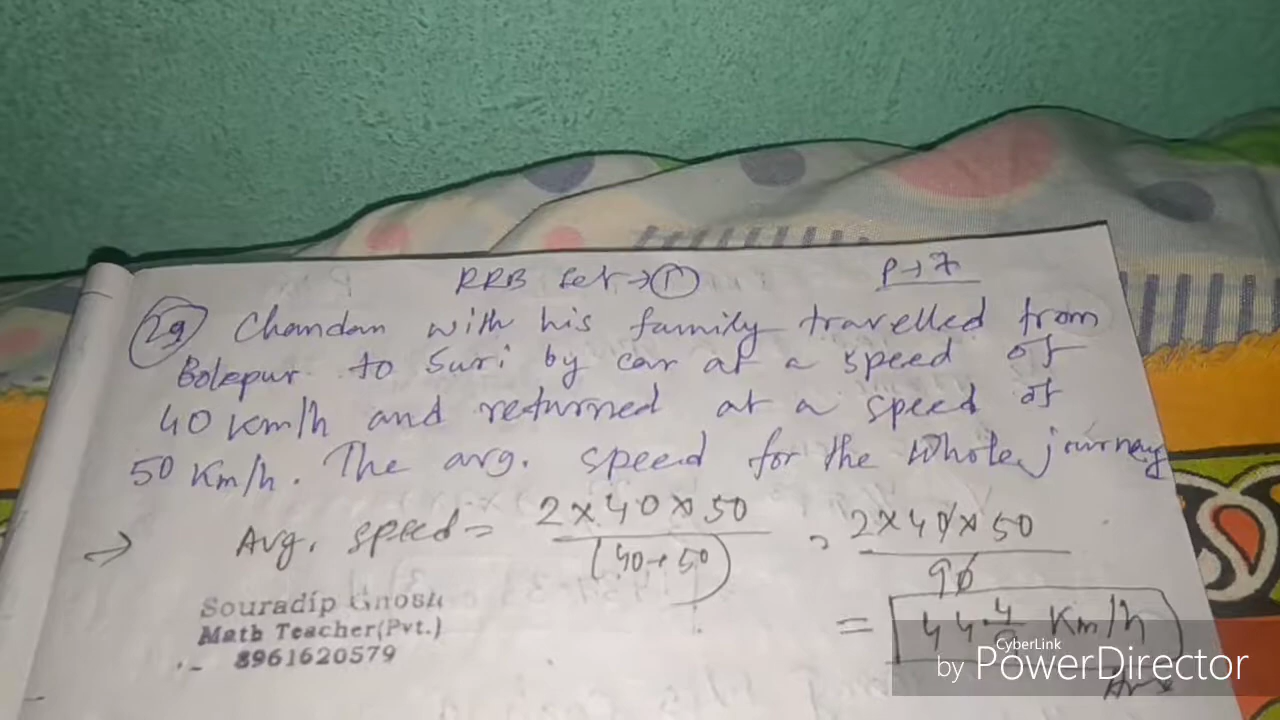 RRB Set → ① P → 7
29 Chandan with his family travelled from
Bolepur to Suri by car at a speed of
40 km/h and returned at a speed of
50 Km/h. The avg. speed for the whole journey
→ Avg. speed = 2×40×50/(40+50) = 2×40×50/90
= 44 4/9 Km/h
Ans
Souradip Ghosh
Math Teacher(Pvt.)
8961620579
CyberLink
by PowerDirector